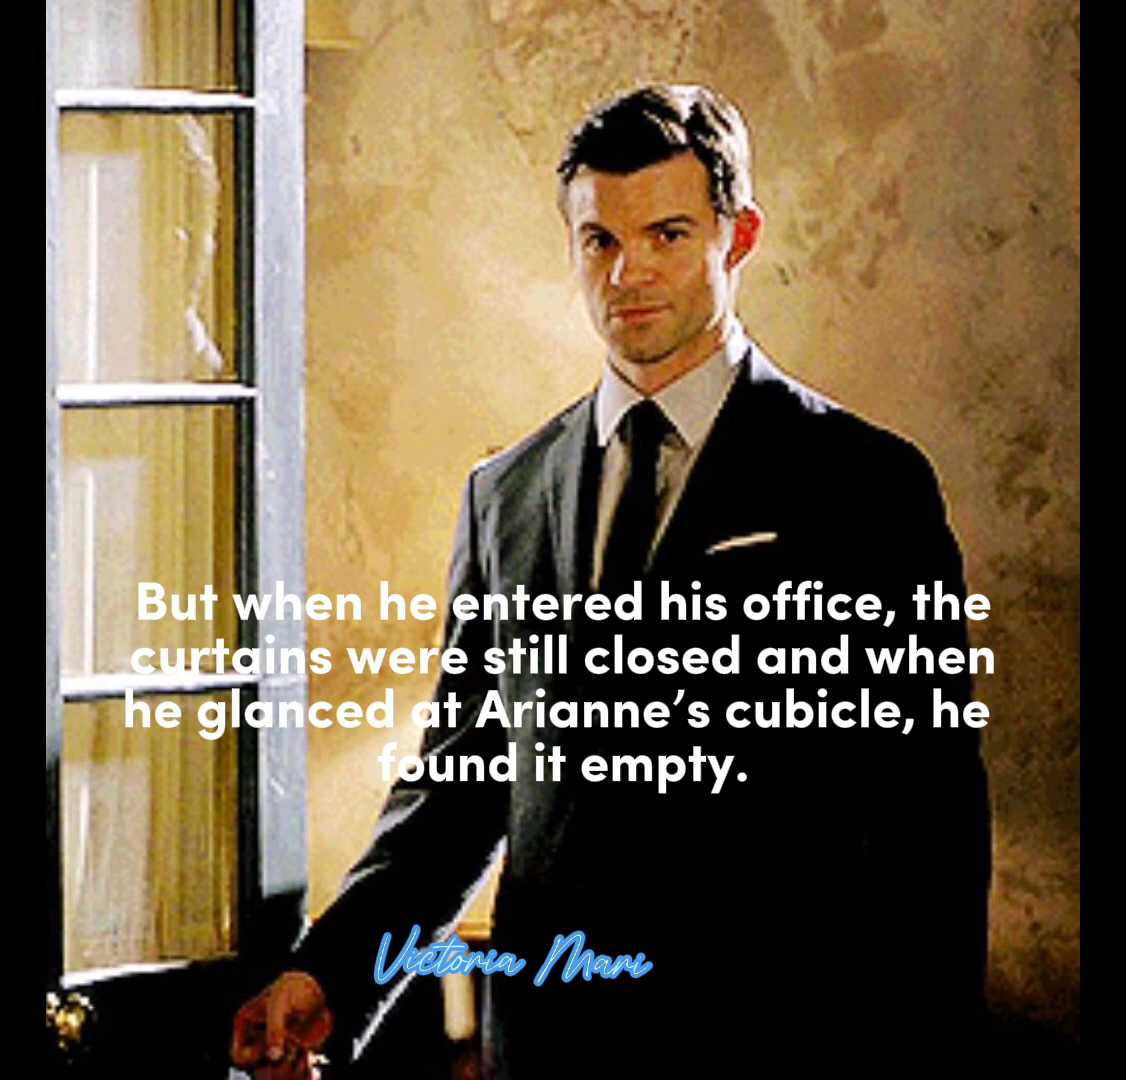 But when he entered his office, the
curtains were still closed and when
he glanced at Arianne’s cubicle, he
found it empty.
Victoria Mari